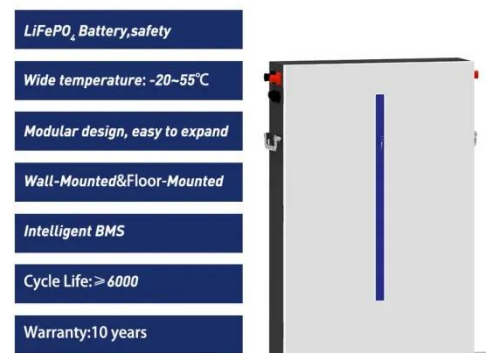 LiFePO₄ Battery,safety
Wide temperature: -20~55℃
Modular design, easy to expand
Wall-Mounted&Floor-Mounted
Intelligent BMS
Cycle Life:≥6000
Warranty:10 years